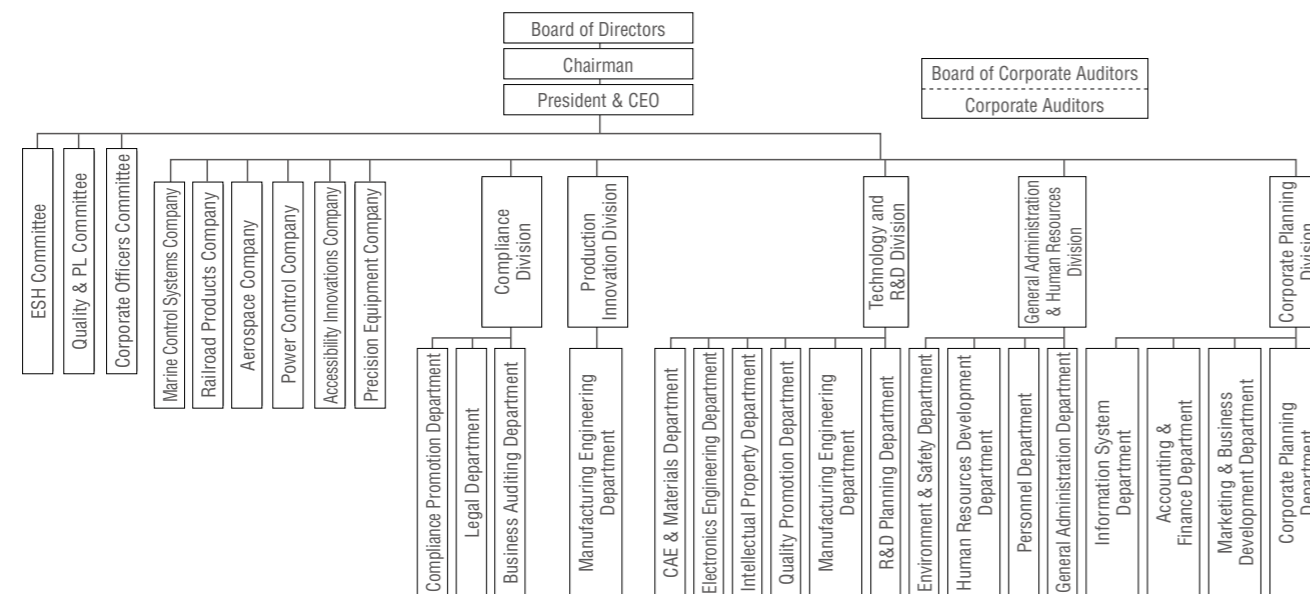 Board of Directors
Chairman
President & CEO
Board of Corporate Auditors
Corporate Auditors
ESH Committee
Quality & PL Committee
Corporate Officers Committee
Marine Control Systems Company
Railroad Products Company
Aerospace Company
Power Control Company
Accessibility Innovations Company
Precision Equipment Company
Compliance
Division
Production
Innovation Division
Technology and
R&D Division
General Administration
& Human Resources
Division
Corporate Planning
Division
Compliance Promotion Department
Legal Department
Business Auditing Department
Manufacturing Engineering
Department
CAE & Materials Department
Electronics Engineering Department
Intellectual Property Department
Quality Promotion Department
Manufacturing Engineering
Department
R&D Planning Department
Environment & Safety Department
Human Resources Development
Department
Personnel Department
General Administration Department
Information System
Department
Accounting &
Finance Department
Marketing & Business
Development Department
Corporate Planning
Department